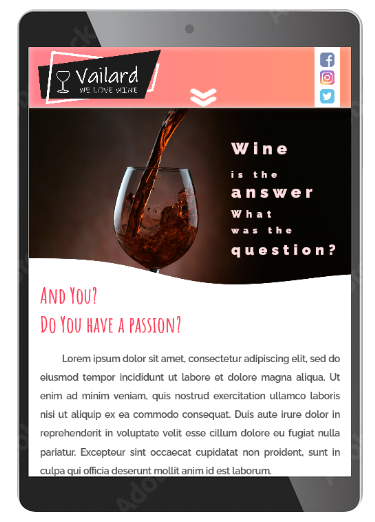 Vailard
WE LOVE WINE
Wine
is the
answer
What
was the
question?
And You?
Do You have a passion?
Lorem ipsum dolor sit amet, consectetur adipiscing elit, sed do
eiusmod tempor incididunt ut labore et dolore magna aliqua. Ut
enim ad minim veniam, quis nostrud exercitation ullamco laboris
nisi ut aliquip ex ea commodo consequat. Duis aute irure dolor in
reprehenderit in voluptate velit esse cillum dolore eu fugiat nulla
pariatur. Excepteur sint occaecat cupidatat non proident, sunt in
culpa qui officia deserunt mollit anim id est laborum.